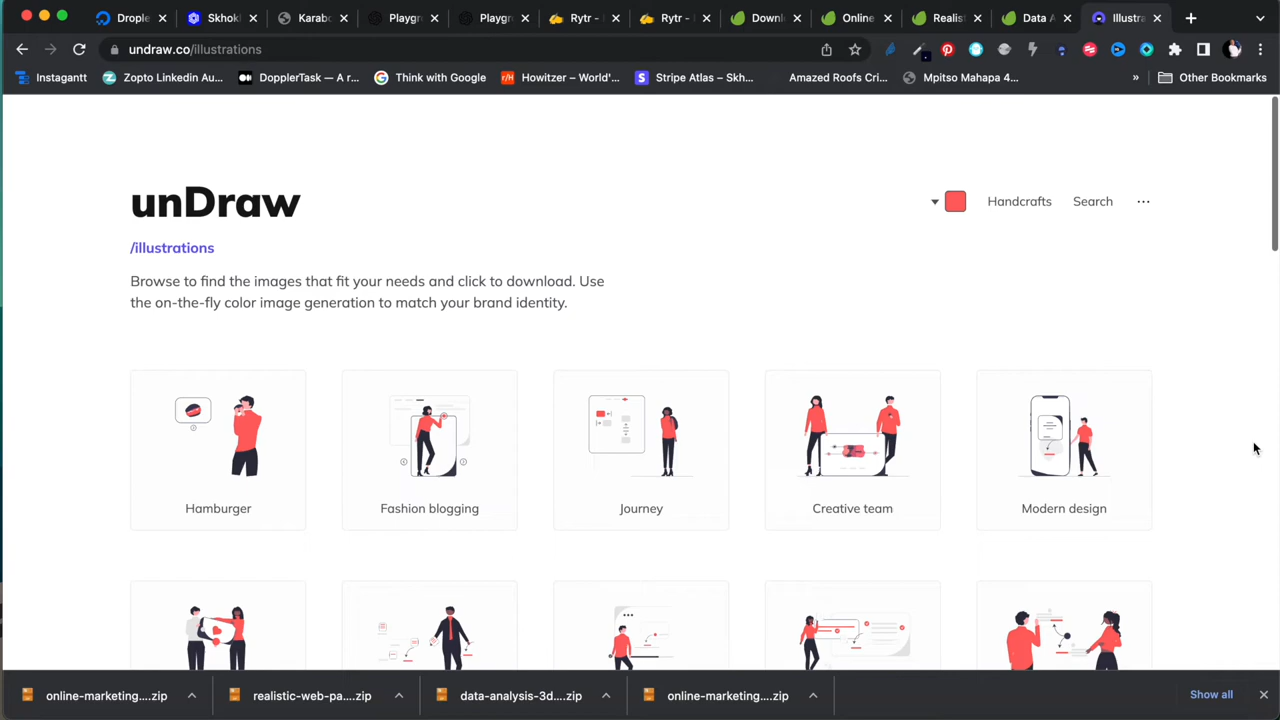 Drople
Skhok
Karabo
Playgr
Playgr
Rytr -
Rytr -
Downl
Online
Realis
Data A
Illustra
undraw.co/illustrations
Instagantt
Zopto Linkedin Au...
DopplerTask — A r...
Think with Google
Howitzer – World'...
Stripe Atlas – Skh...
Amazed Roofs Cri...
Mpitso Mahapa 4...
»
Other Bookmarks
unDraw
Handcrafts
Search
...
/illustrations
Browse to find the images that fit your needs and click to download. Use
the on-the-fly color image generation to match your brand identity.
Hamburger
Fashion blogging
Journey
Creative team
Modern design
online-marketing....zip
realistic-web-pa....zip
data-analysis-3d....zip
online-marketing....zip
Show all